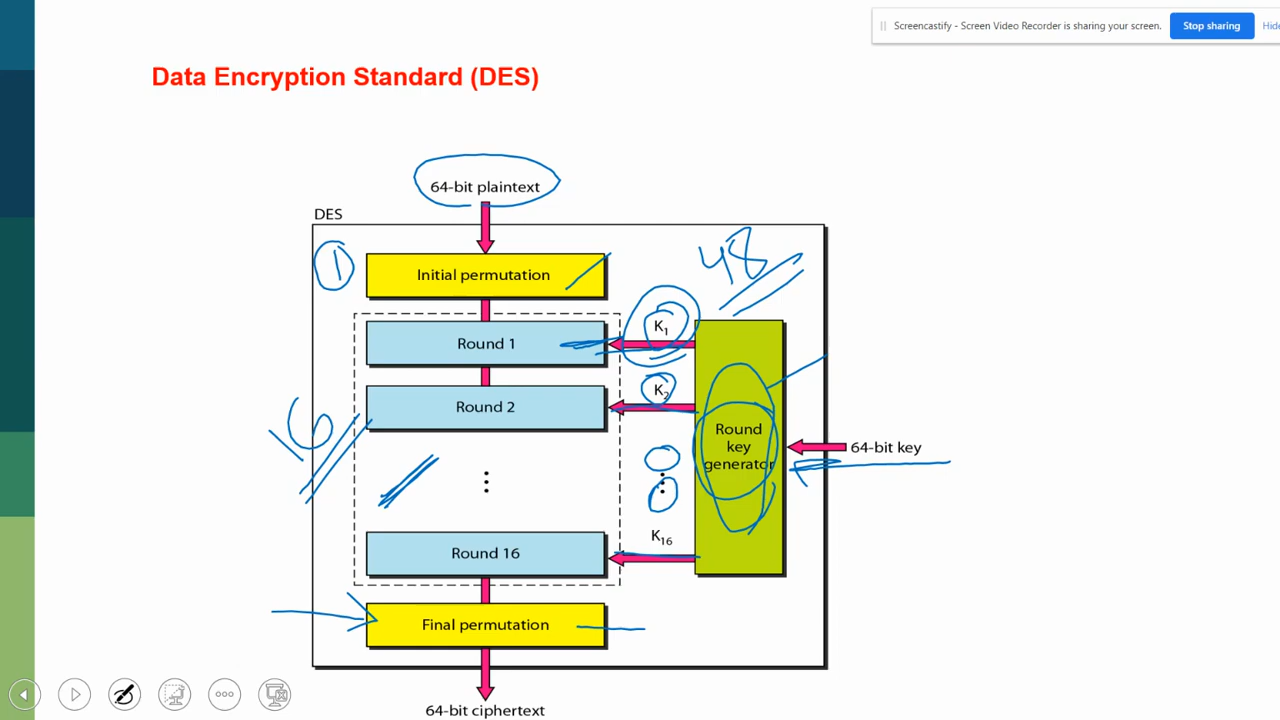 Screencastify - Screen Video Recorder is sharing your screen.
Stop sharing
Hide
Data Encryption Standard (DES)
64-bit plaintext
DES
1
Initial permutation
48
K1
Round 1
K2
Round 2
16
Round
key
generator
64-bit key
K16
Round 16
Final permutation
64-bit ciphertext